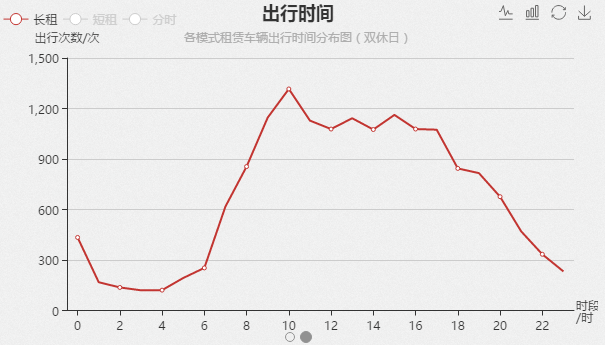 出行时间
长租 短租 分时
出行次数/次
各模式租赁车辆出行时间分布图（双休日）
1,500
1,200
900
600
300
0
0 2 4 6 8 10 12 14 16 18 20 22
时段
/时